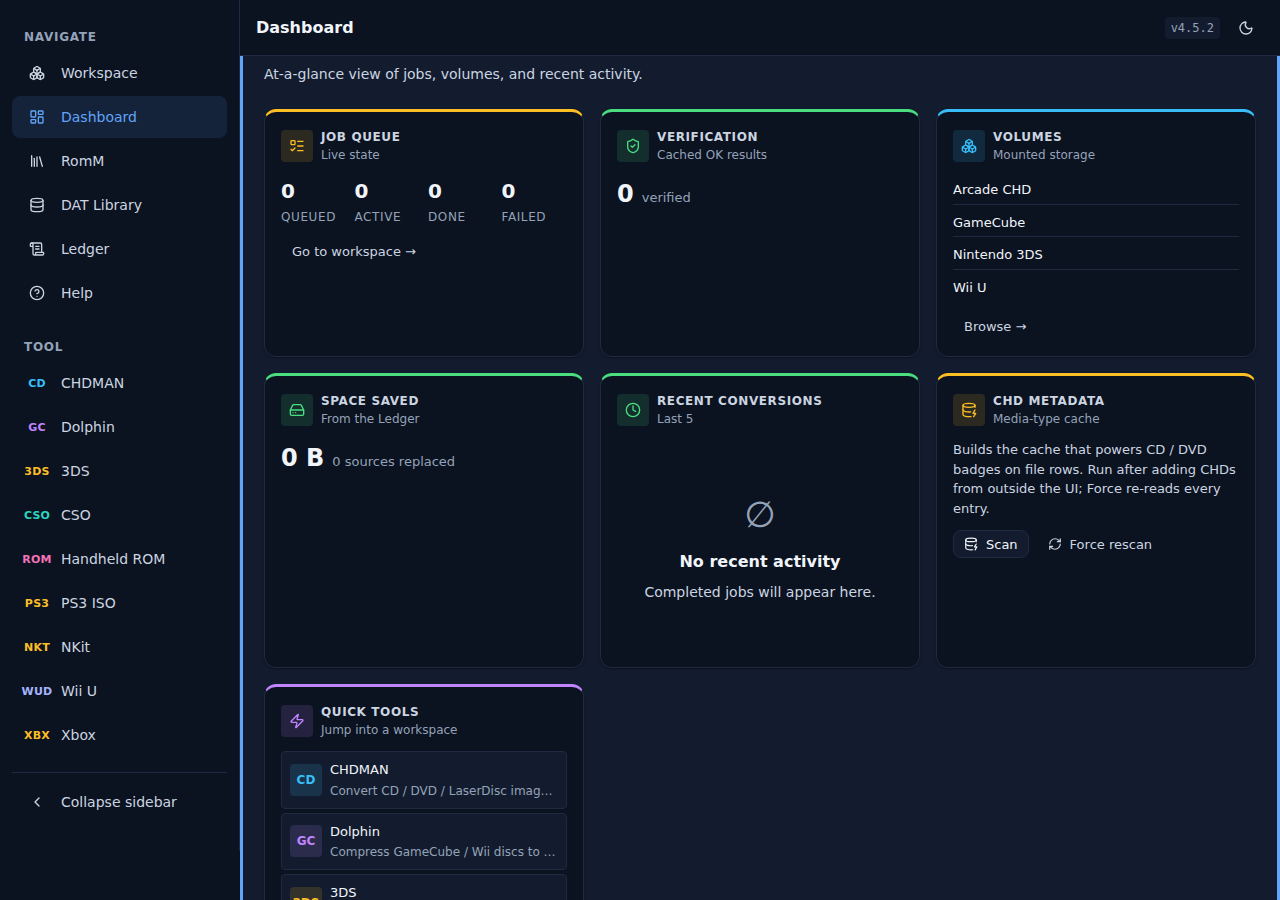 NAVIGATE
Workspace
Dashboard
RomM
DAT Library
Ledger
Help
TOOL
CD CHDMAN
GC Dolphin
3DS 3DS
CSO CSO
ROM Handheld ROM
PS3 PS3 ISO
NKT NKit
WUD Wii U
XBX Xbox
Collapse sidebar
Dashboard
v4.5.2
At-a-glance view of jobs, volumes, and recent activity.
JOB QUEUE
Live state
0 0 0 0
QUEUED ACTIVE DONE FAILED
Go to workspace →
VERIFICATION
Cached OK results
0 verified
VOLUMES
Mounted storage
Arcade CHD
GameCube
Nintendo 3DS
Wii U
Browse →
SPACE SAVED
From the Ledger
0 B 0 sources replaced
RECENT CONVERSIONS
Last 5
∅
No recent activity
Completed jobs will appear here.
CHD METADATA
Media-type cache
Builds the cache that powers CD / DVD
badges on file rows. Run after adding CHDs
from outside the UI; Force re-reads every
entry.
Scan Force rescan
QUICK TOOLS
Jump into a workspace
CD CHDMAN
Convert CD / DVD / LaserDisc imag…
GC Dolphin
Compress GameCube / Wii discs to …
3DS 3DS